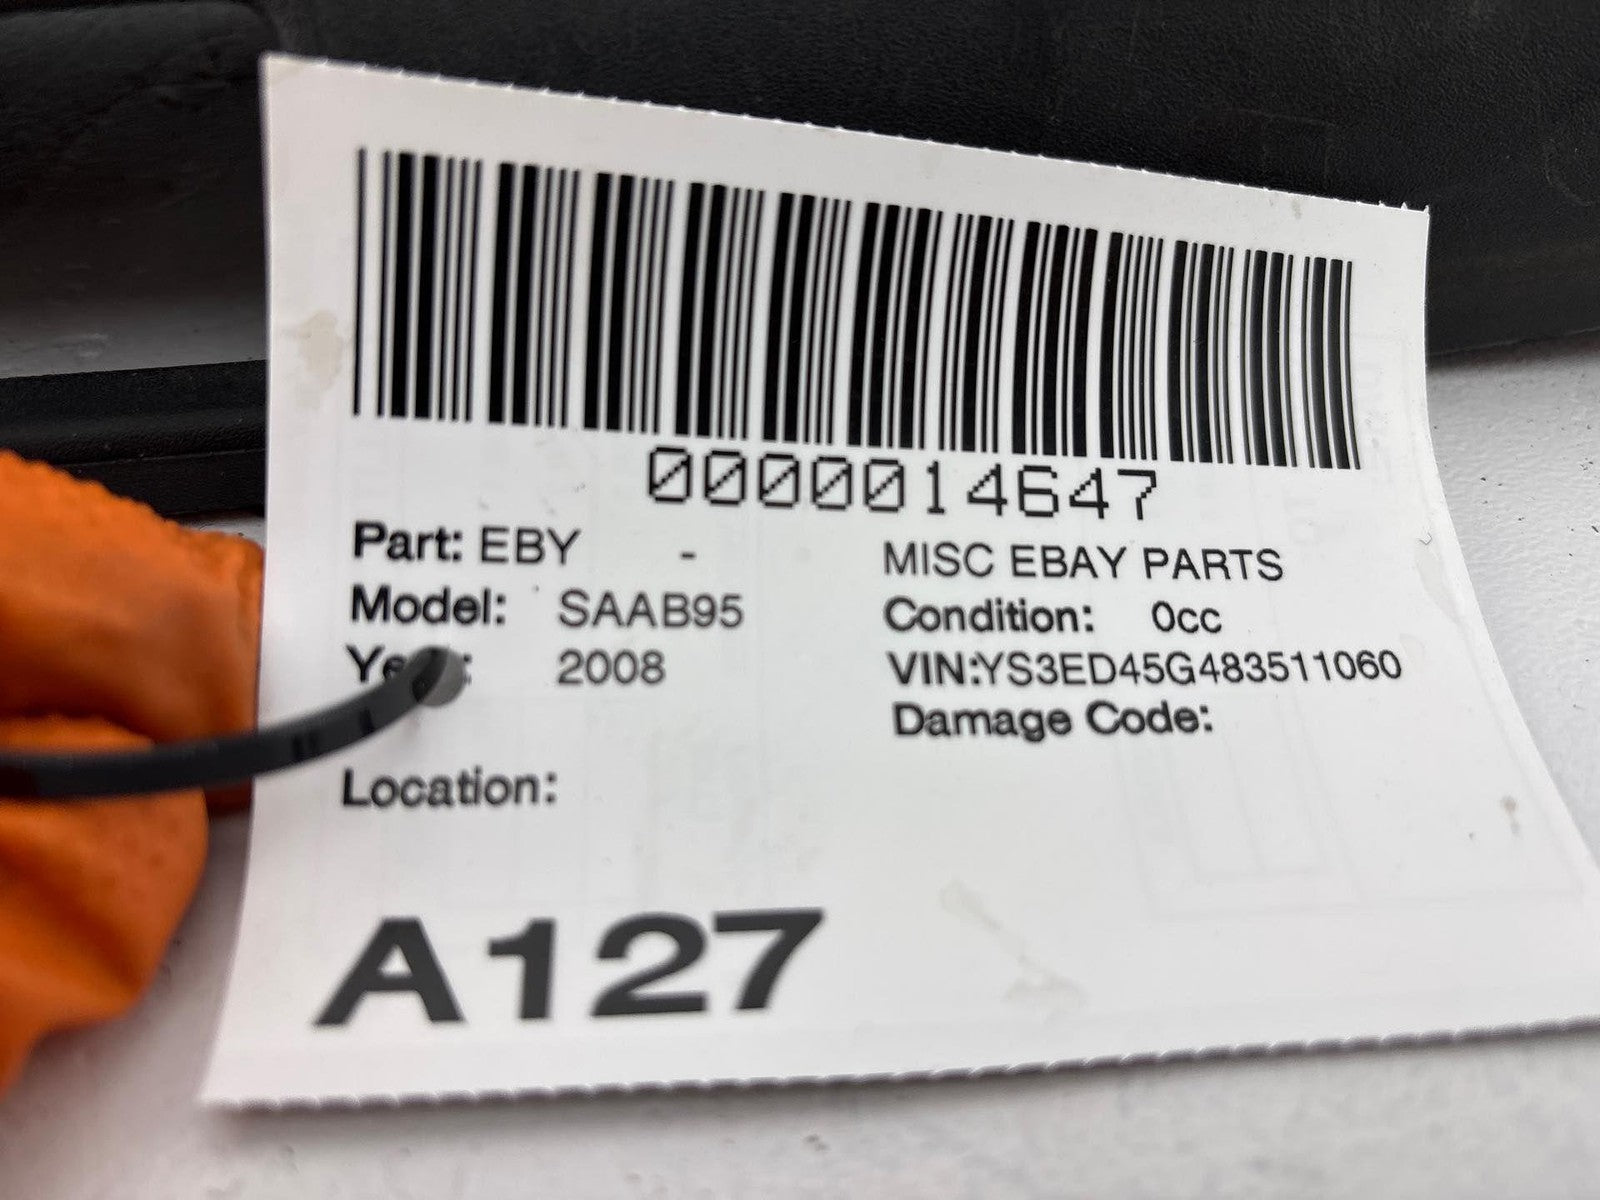 0000014647
Part: EBY - MISC EBAY PARTS
Model: SAAB95 Condition: 0cc
2008 VIN:YS3ED45G483511060
Damage Code:
Location:
A127